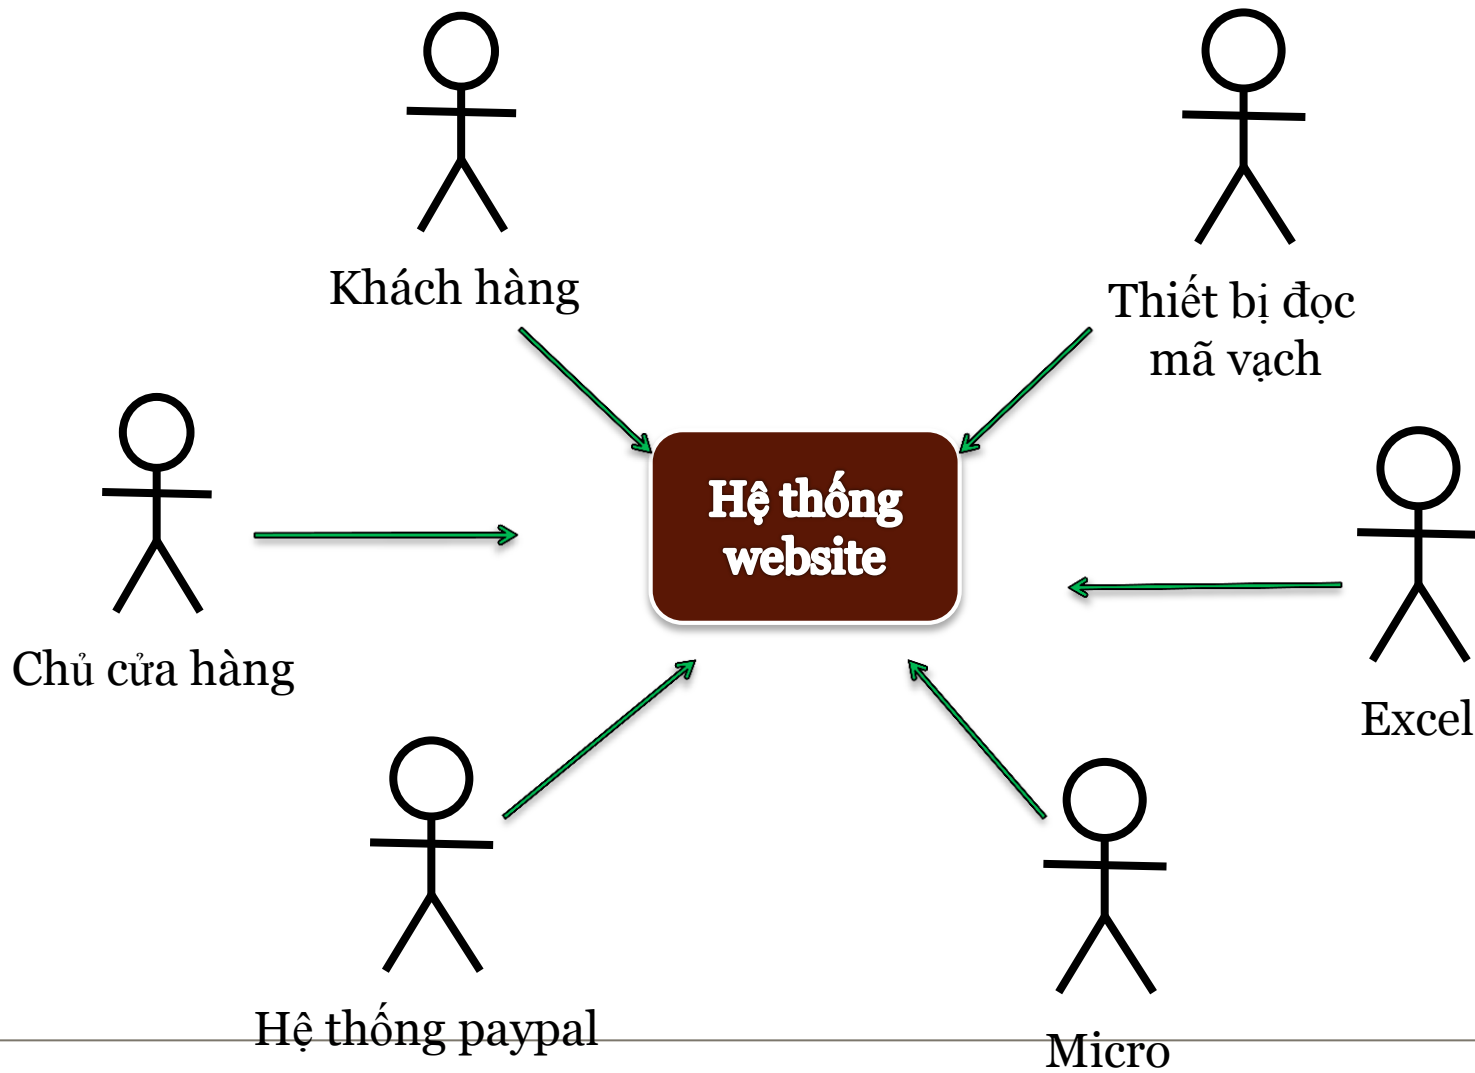 Khách hàng
Thiết bị đọc
mã vạch
Hệ thống
website
Chủ cửa hàng
Excel
Hệ thống paypal
Micro